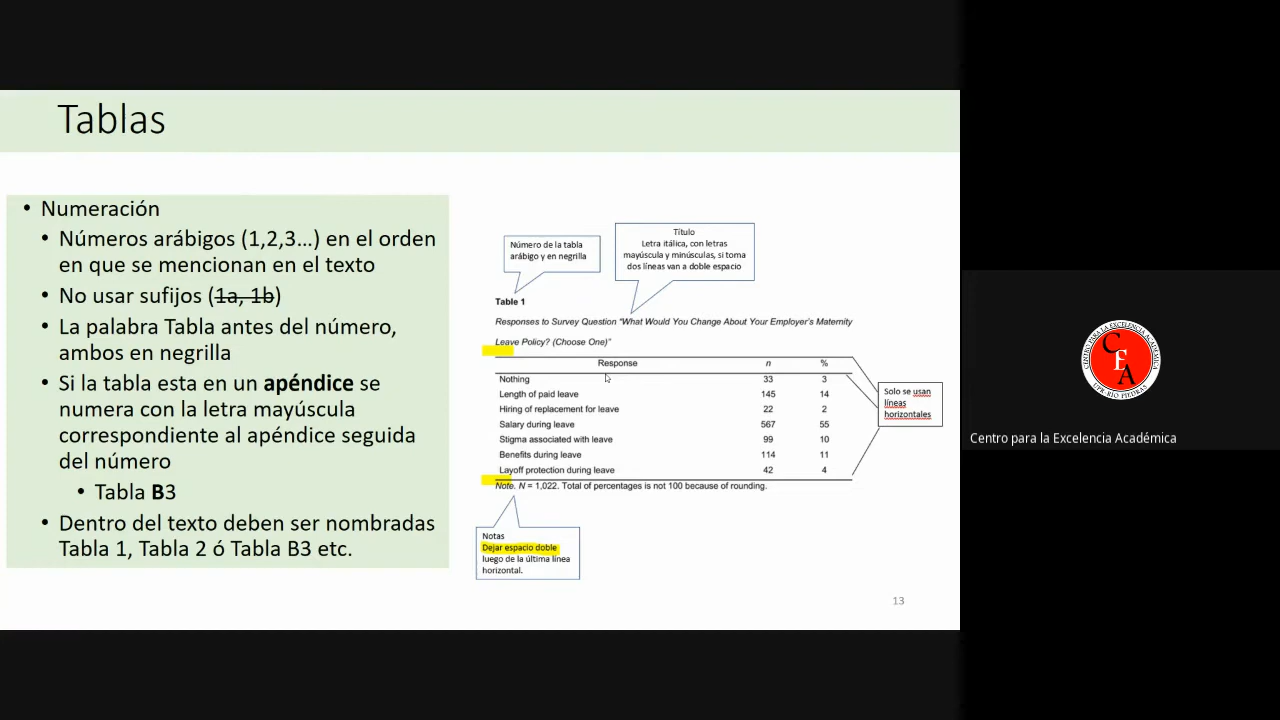 Tablas
• Numeración
• Números arábigos (1,2,3…) en el orden
en que se mencionan en el texto
• No usar sufijos (1a, 1b)
• La palabra Tabla antes del número,
ambos en negrilla
• Si la tabla esta en un apéndice se
numera con la letra mayúscula
correspondiente al apéndice seguida
del número
• Tabla B3
• Dentro del texto deben ser nombradas
Tabla 1, Tabla 2 ó Tabla B3 etc.
Número de la tabla
arábigo y en negrilla
Título
Letra itálica, con letras
mayúscula y minúsculas, si toma
dos líneas van a doble espacio
Table 1
Responses to Survey Question "What Would You Change About Your Employer's Maternity
Leave Policy? (Choose One)"
Response n %
Nothing 33 3
Length of paid leave 145 14
Hiring of replacement for leave 22 2
Salary during leave 567 55
Stigma associated with leave 99 10
Benefits during leave 114 11
Layoff protection during leave 42 4
Note. N = 1,022. Total of percentages is not 100 because of rounding.
Solo se usan
líneas
horizontales
Notas
Dejar espacio doble
luego de la última línea
horizontal.
13
CENTRO PARA LA EXCELENCIA ACADÉMICA
CEA
UPR RIO PIEDRAS
Centro para la Excelencia Académica